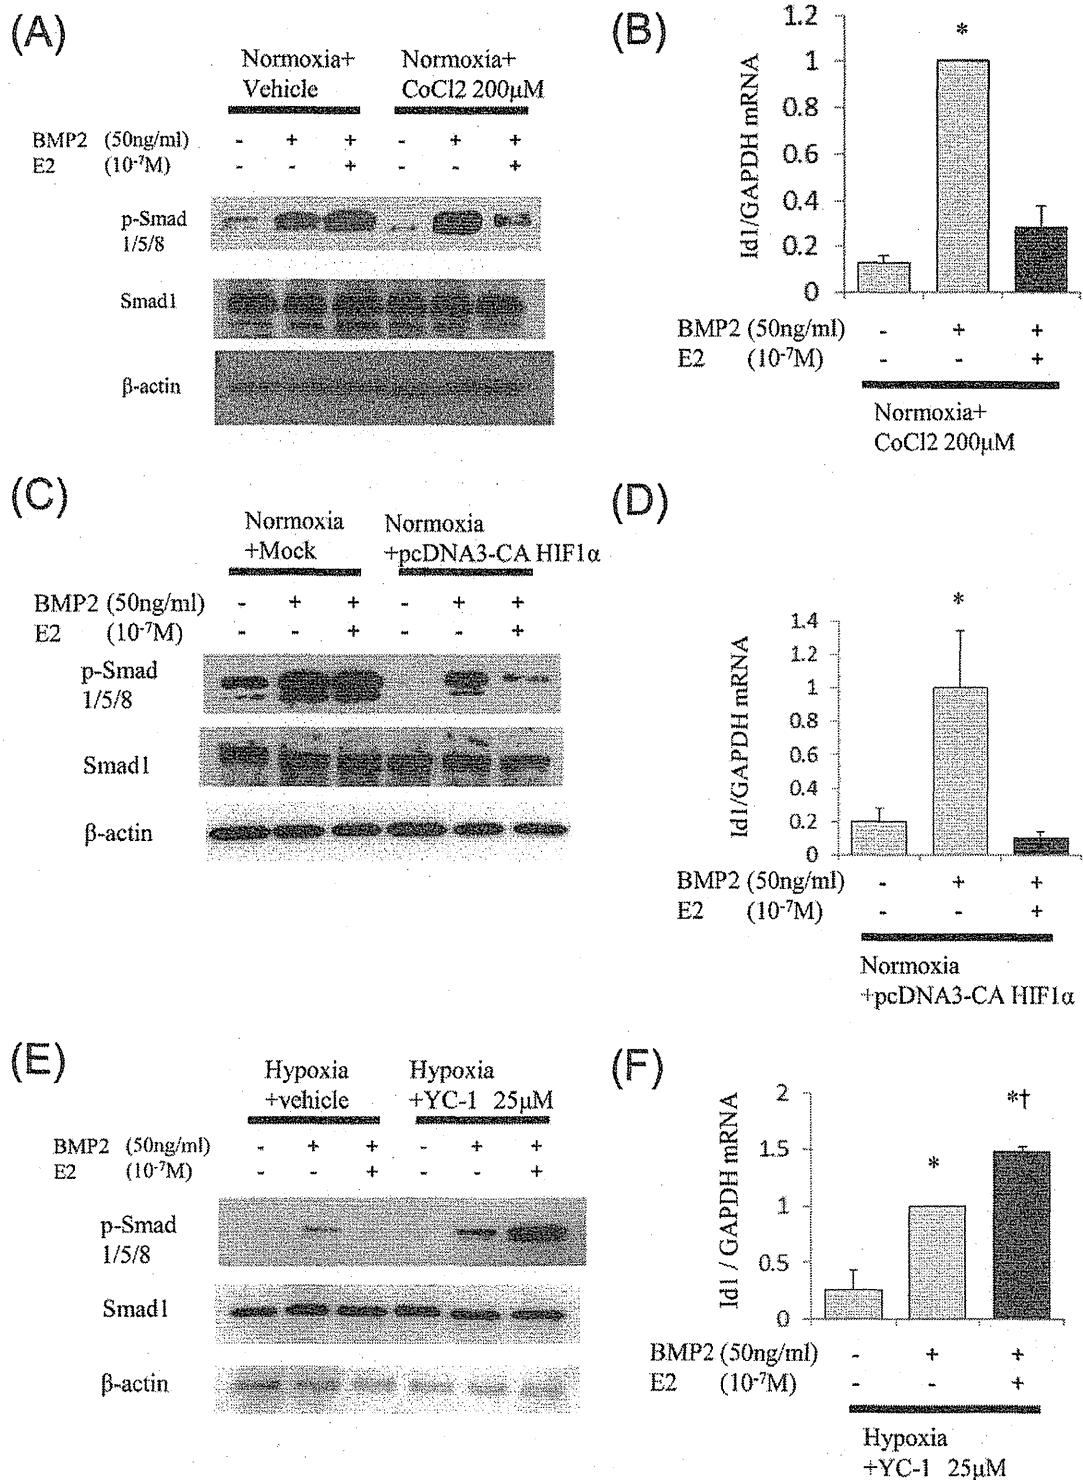 (A)
Normoxia+
Vehicle
Normoxia+
CoCl2 200μM
BMP2 (50ng/ml) - + + - + +
E2 (10-7M) - - + - - +
p-Smad
1/5/8
Smad1
β-actin
(B)
Id1/GAPDH mRNA
1.2
1
0.8
0.6
0.4
0.2
0
*
BMP2 (50ng/ml) - + +
E2 (10-7M) - - +
Normoxia+
CoCl2 200μM
(C)
Normoxia
+Mock
Normoxia
+pcDNA3-CA HIF1α
BMP2 (50ng/ml) - + + - + +
E2 (10-7M) - - + - - +
p-Smad
1/5/8
Smad1
β-actin
(D)
Id1/GAPDH mRNA
1.4
1.2
1
0.8
0.6
0.4
0.2
0
*
BMP2 (50ng/ml) - + +
E2 (10-7M) - - +
Normoxia
+pcDNA3-CA HIF1α
(E)
Hypoxia
+vehicle
Hypoxia
+YC-1 25μM
BMP2 (50ng/ml) - + + - + +
E2 (10-7M) - - + - - +
p-Smad
1/5/8
Smad1
β-actin
(F)
Id1 / GAPDH mRNA
2
1.5
1
0.5
0
*
*†
BMP2 (50ng/ml) - + +
E2 (10-7M) - - +
Hypoxia
+YC-1 25μM